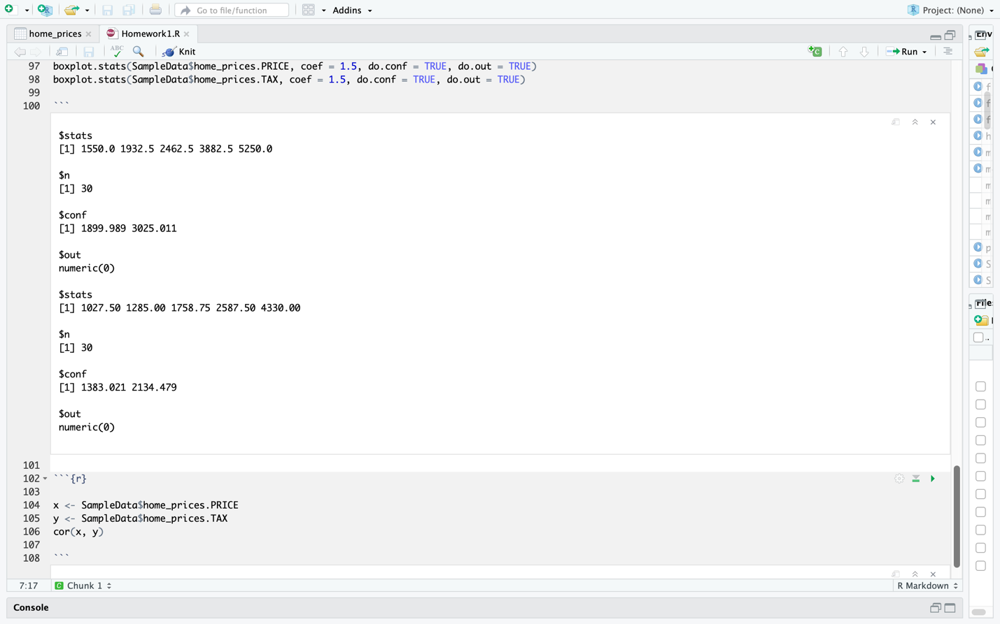 Go to file/function
Addins
Project: (None)
home_prices
Homework1.R
Env
ABC
Knit
Run
97 boxplot.stats(SampleData$home_prices.PRICE, coef = 1.5, do.conf = TRUE, do.out = TRUE)
98 boxplot.stats(SampleData$home_prices.TAX, coef = 1.5, do.conf = TRUE, do.out = TRUE)
99
100 ```
$stats
[1] 1550.0 1932.5 2462.5 3882.5 5250.0
$n
[1] 30
$conf
[1] 1899.989 3025.011
$out
numeric(0)
$stats
[1] 1027.50 1285.00 1758.75 2587.50 4330.00
$n
[1] 30
$conf
[1] 1383.021 2134.479
$out
numeric(0)
101
102 ```{r}
103
104 x <- SampleData$home_prices.PRICE
105 y <- SampleData$home_prices.TAX
106 cor(x, y)
107
108 ```
7:17 C Chunk 1
R Markdown
Console
f
f
f
h
m
m
m
m
m
m
p
S
S
File
..